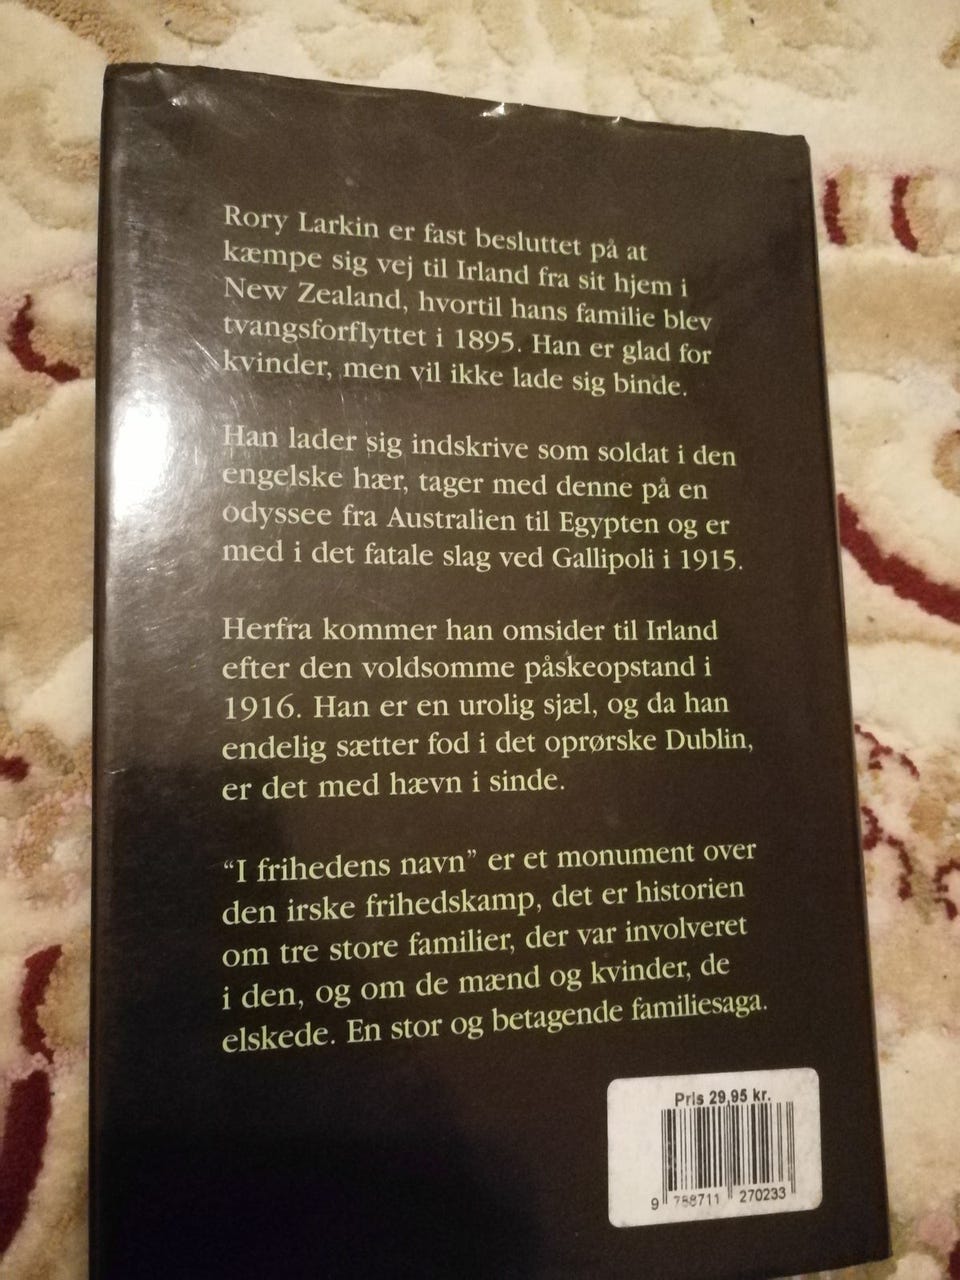 Rory Larkin er fast besluttet på at
kæmpe sig vej til Irland fra sit hjem i
New Zealand, hvortil hans familie blev
tvangsforflyttet i 1895. Han er glad for
kvinder, men vil ikke lade sig binde.
Han lader sig indskrive som soldat i den
engelske hær, tager med denne på en
odyssee fra Australien til Egypten og er
med i det fatale slag ved Gallipoli i 1915.
Herfra kommer han omsider til Irland
efter den voldsomme påskeopstand i
1916. Han er en urolig sjæl, og da han
endelig sætter fod i det oprørske Dublin,
er det med hævn i sinde.
“I frihedens navn” er et monument over
den irske frihedskamp, det er historien
om tre store familier, der var involveret
i den, og om de mænd og kvinder, de
elskede. En stor og betagende familiesaga.
Pris 29,95 kr.
9 788711 270233